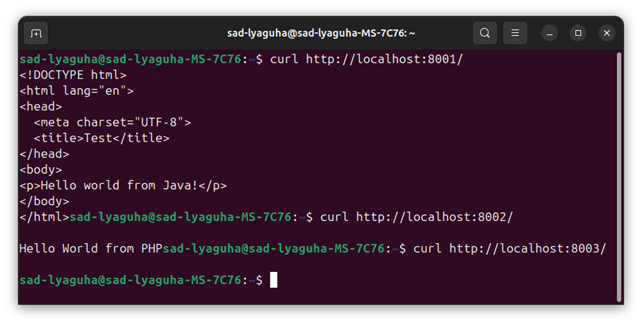 sad-lyaguha@sad-lyaguha-MS-7C76: ~
sad-lyaguha@sad-lyaguha-MS-7C76:~$ curl http://localhost:8001/
<!DOCTYPE html>
<html lang="en">
<head>
  <meta charset="UTF-8">
  <title>Test</title>
</head>
<body>
<p>Hello world from Java!</p>
</body>
</html>sad-lyaguha@sad-lyaguha-MS-7C76:~$ curl http://localhost:8002/
Hello World from PHPsad-lyaguha@sad-lyaguha-MS-7C76:~$ curl http://localhost:8003/
sad-lyaguha@sad-lyaguha-MS-7C76:~$